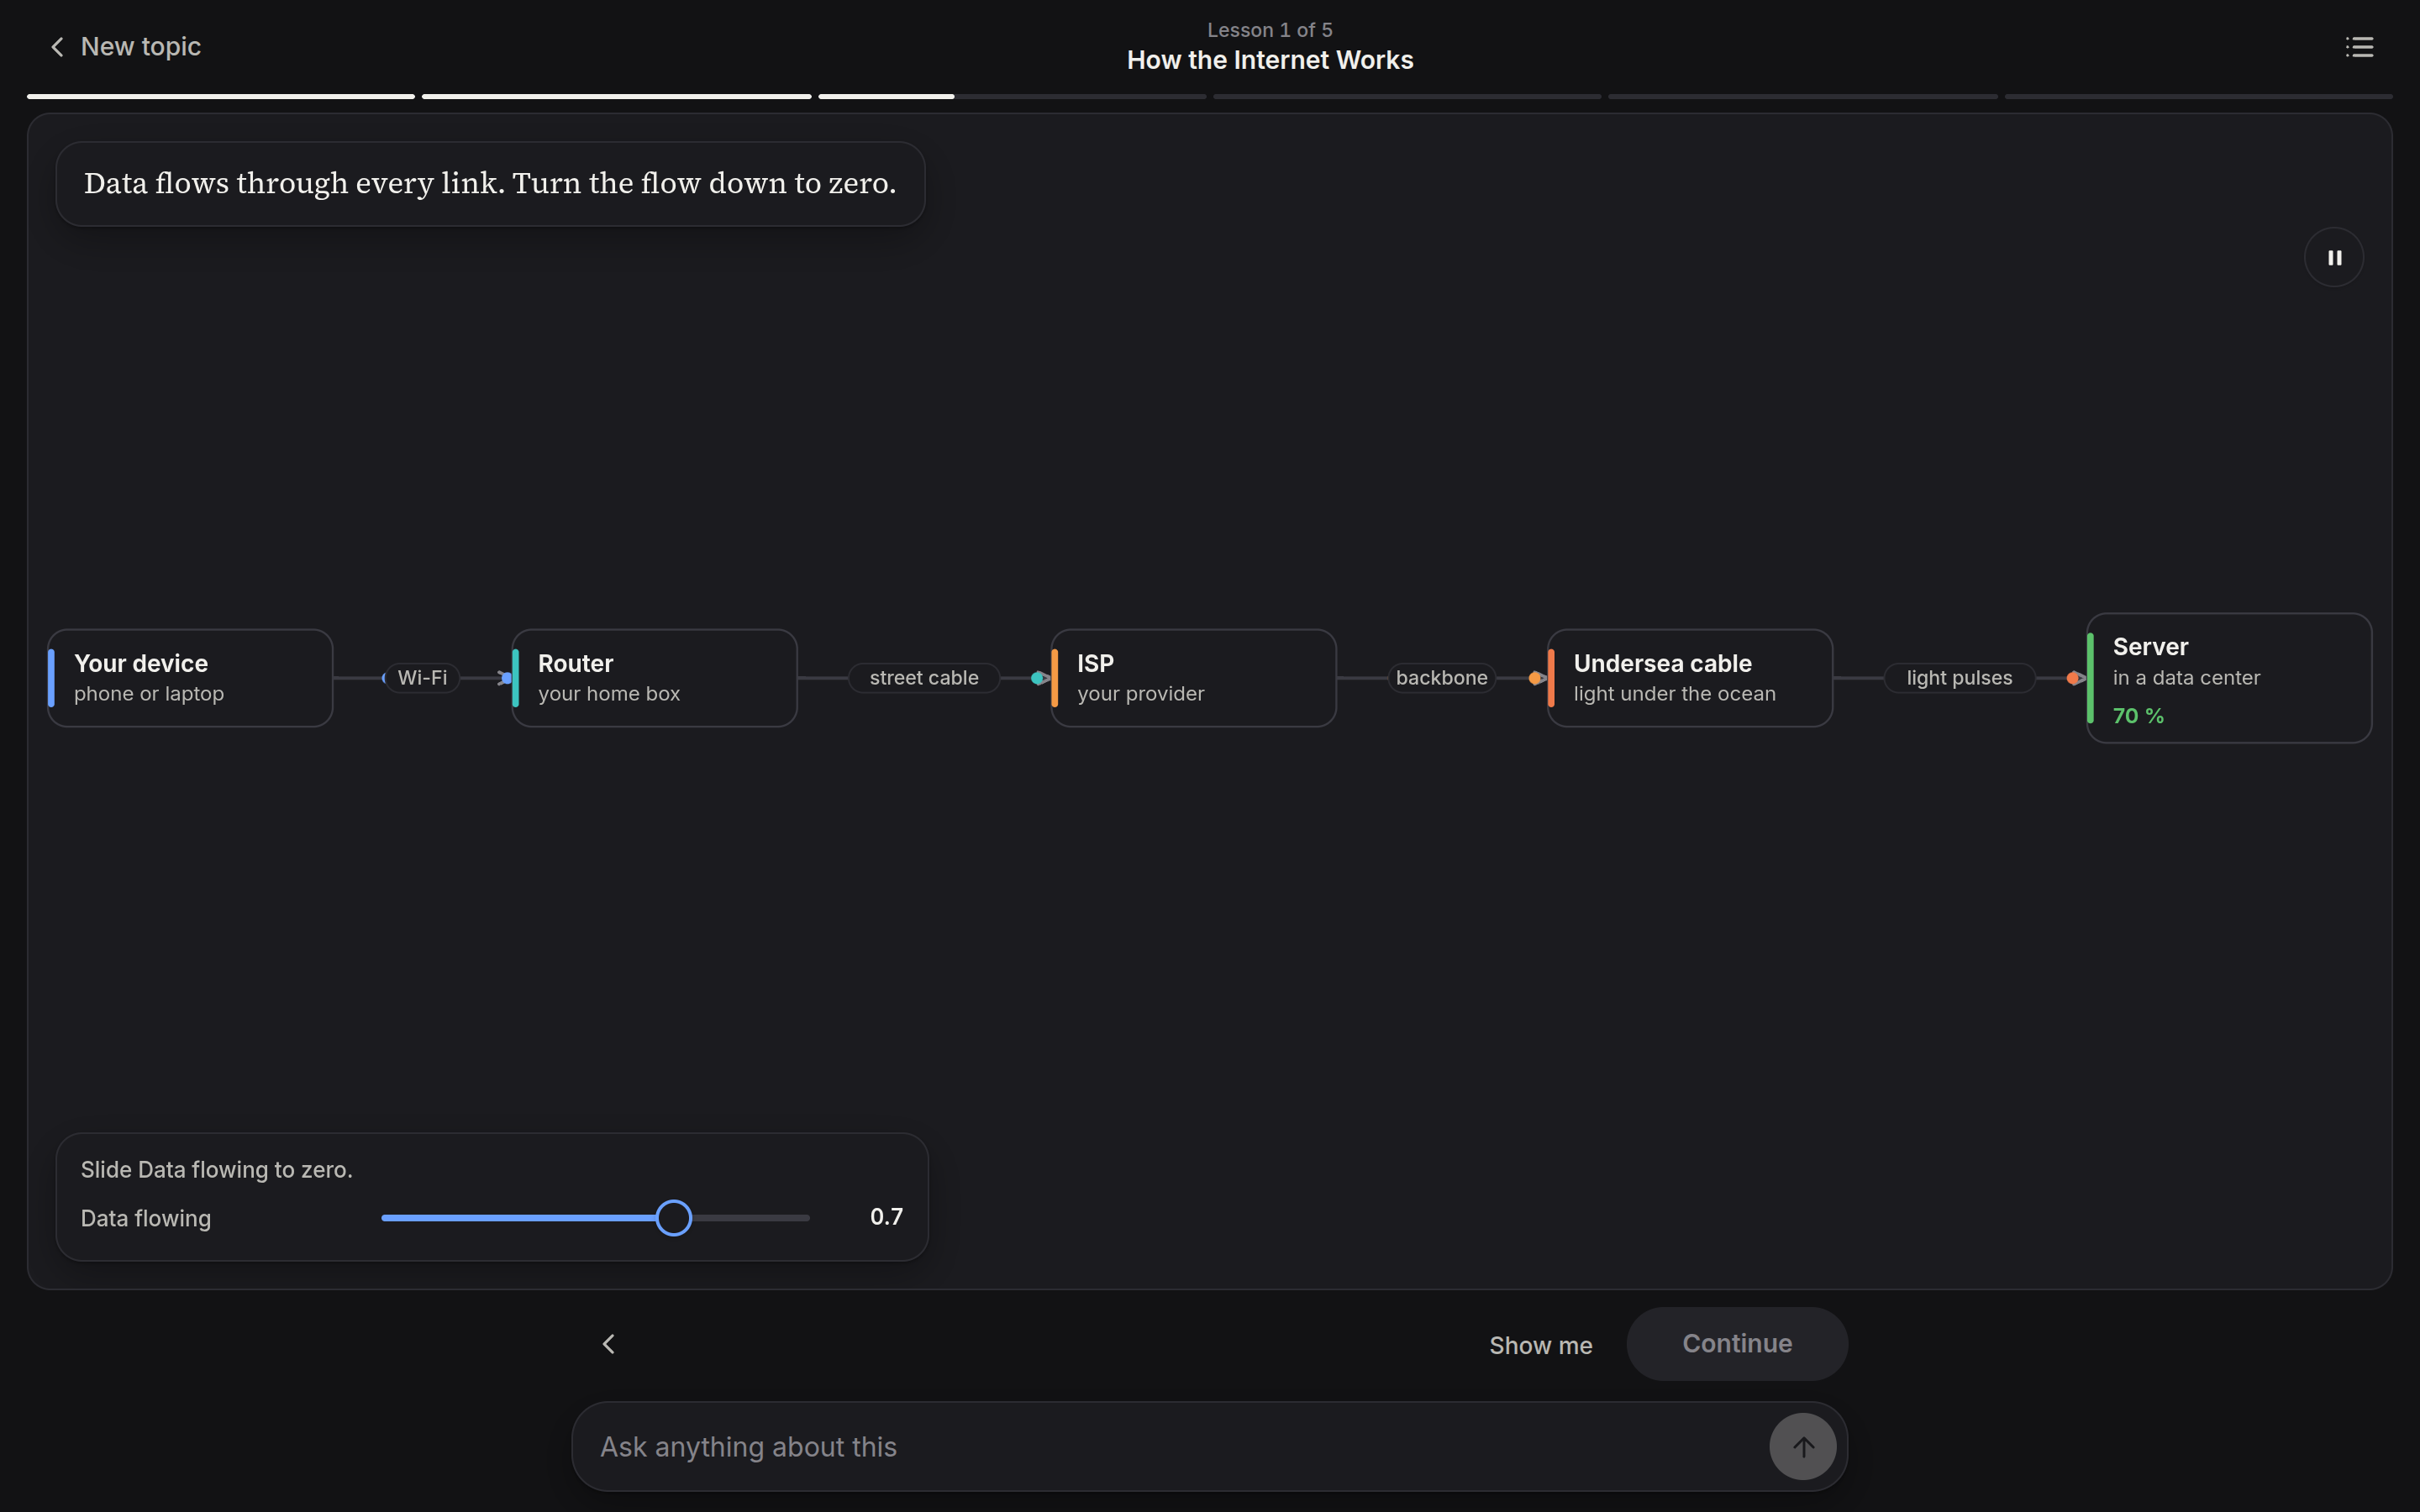 New topic
Lesson 1 of 5
How the Internet Works
Data flows through every link. Turn the flow down to zero.
Your device
phone or laptop
Wi-Fi
Router
your home box
street cable
ISP
your provider
backbone
Undersea cable
light under the ocean
light pulses
Server
in a data center
70 %
Slide Data flowing to zero.
Data flowing
0.7
Show me
Continue
Ask anything about this